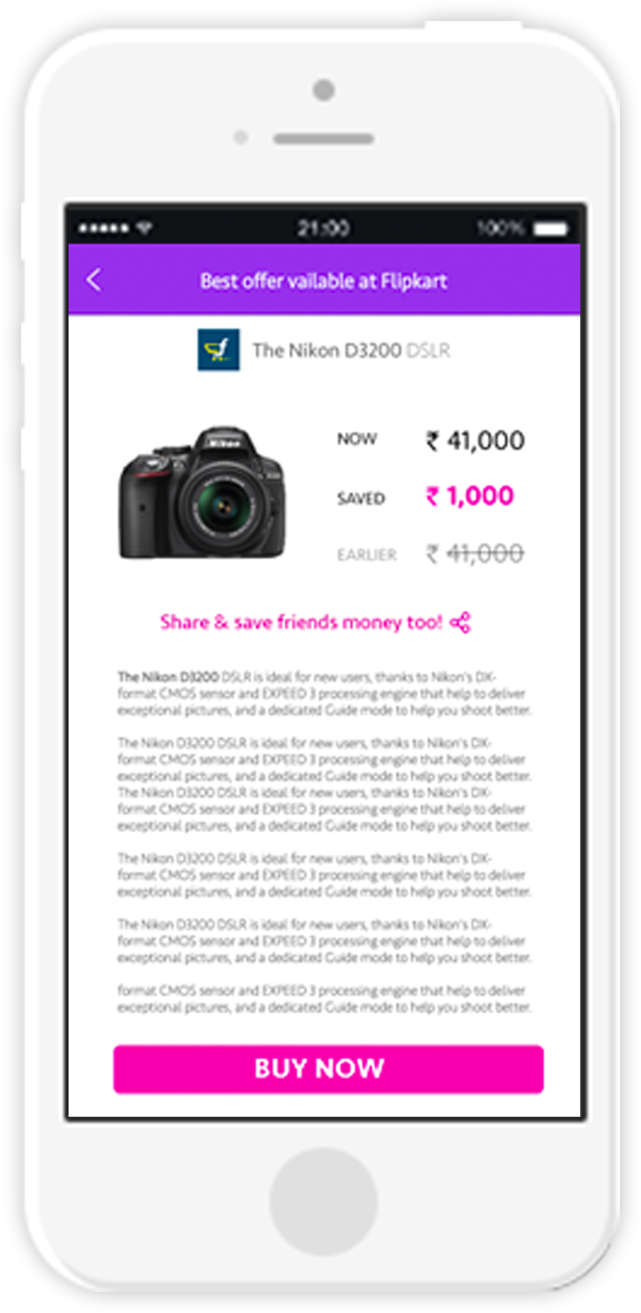 21:00 100%
Best offer vailable at Flipkart
The Nikon D3200 DSLR
Nikon
NOW ₹ 41,000
SAVED ₹ 1,000
EARLIER ₹ 41,000
Share & save friends money too!
The Nikon D3200 DSLR is ideal for new users, thanks to Nikon's DX-
format CMOS sensor and EXPEED 3 processing engine that help to deliver
exceptional pictures, and a dedicated Guide mode to help you shoot better.
The Nikon D3200 DSLR is ideal for new users, thanks to Nikon's DX-
format CMOS sensor and EXPEED 3 processing engine that help to deliver
exceptional pictures, and a dedicated Guide mode to help you shoot better.
The Nikon D3200 DSLR is ideal for new users, thanks to Nikon's DX-
format CMOS sensor and EXPEED 3 processing engine that help to deliver
exceptional pictures, and a dedicated Guide mode to help you shoot better.
The Nikon D3200 DSLR is ideal for new users, thanks to Nikon's DX-
format CMOS sensor and EXPEED 3 processing engine that help to deliver
exceptional pictures, and a dedicated Guide mode to help you shoot better.
The Nikon D3200 DSLR is ideal for new users, thanks to Nikon's DX-
format CMOS sensor and EXPEED 3 processing engine that help to deliver
exceptional pictures, and a dedicated Guide mode to help you shoot better.
format CMOS sensor and EXPEED 3 processing engine that help to deliver
exceptional pictures, and a dedicated Guide mode to help you shoot better.
BUY NOW